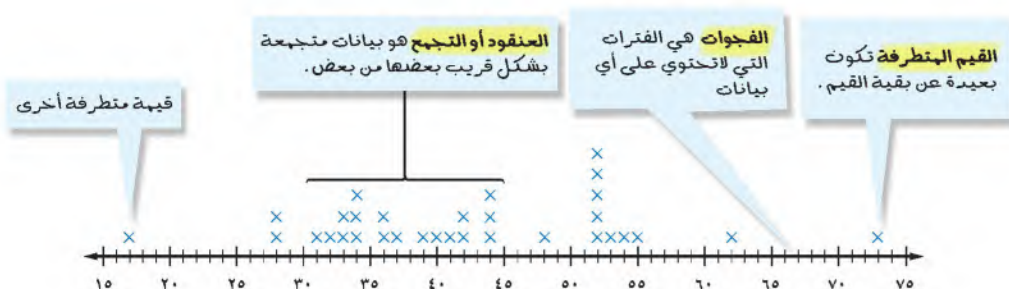 القيم المتطرفة تكون
بعيدة عن بقية القيم.
الفجوات هي الفترات
التي لاتحتوي على أي
بيانات
العنقود أو التجمع هو بيانات متجمعة
بشكل قريب بعضها من بعض.
قيمة متطرفة أخرى
١٥ ٢٠ ٢٥ ٣٠ ٣٥ ٤٠ ٤٥ ٥٠ ٥٥ ٦٠ ٦٥ ٧٠ ٧٥